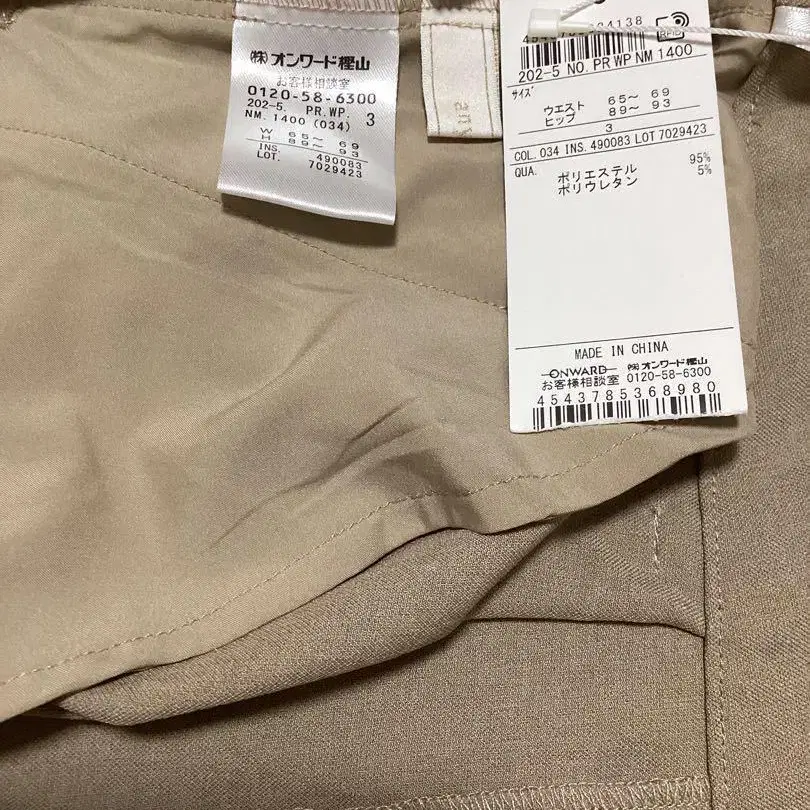 (株)オンワード樫山
お客様相談室
0120-58-6300
202-5. PR.WP. 3
NM. 1400 (034)
W 65~ 69
H 89~ 93
INS. 490083
LOT. 7029423
202-5 NO. PR WP NM 1400
サイズ
ウエスト 65~ 69
ヒップ 89~ 93
3
COL. 034 INS. 490083 LOT 7029423
QUA. ポリエステル 95%
ポリウレタン 5%
MADE IN CHINA
ONWARD (株)オンワード樫山
お客様相談室 0120-58-6300
4543785368980